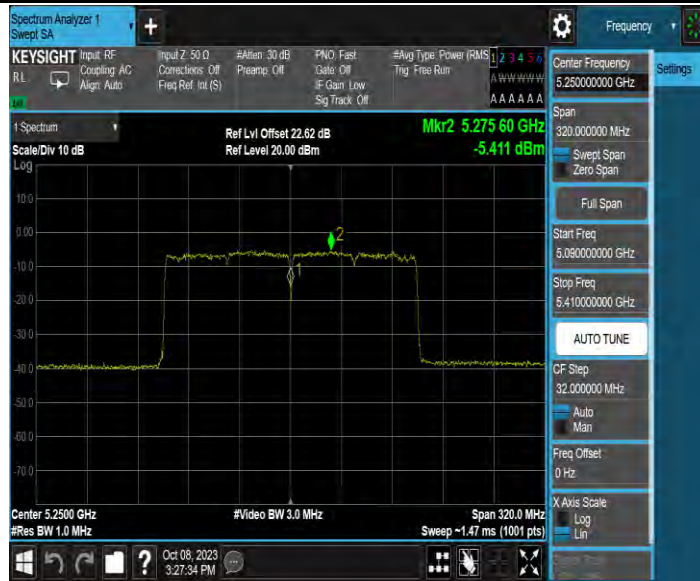 Spectrum Analyzer 1
Swept SA
Frequency
KEYSIGHT
RL
Input: RF
Coupling: AC
Align: Auto
Input Z: 50 Ω
Corrections: Off
Freq Ref: Int (S)
#Atten: 30 dB
Preamp: Off
PNO: Fast
Gate: Off
IF Gain: Low
Sig Track: Off
#Avg Type: Power (RMS
Trig: Free Run
1 2 3 4 5 6
A W W W W W
A A A A A A
Center Frequency
5.250000000 GHz
Settings
1 Spectrum
Scale/Div 10 dB
Log
Ref Lvl Offset 22.62 dB
Ref Level 20.00 dBm
Mkr2 5.275 60 GHz
-5.411 dBm
Span
320.000000 MHz
Swept Span
Zero Span
Full Span
Start Freq
5.090000000 GHz
Stop Freq
5.410000000 GHz
AUTO TUNE
CF Step
32.000000 MHz
Auto
Man
Freq Offset
0 Hz
X Axis Scale
Log
Lin
10.0
0.00
-10.0
-20.0
-30.0
-40.0
-50.0
-60.0
-70.0
2
1
Center 5.2500 GHz
#Res BW 1.0 MHz
#Video BW 3.0 MHz
Span 320.0 MHz
Sweep ~1.47 ms (1001 pts)
?
Oct 08, 2023
3:27:34 PM